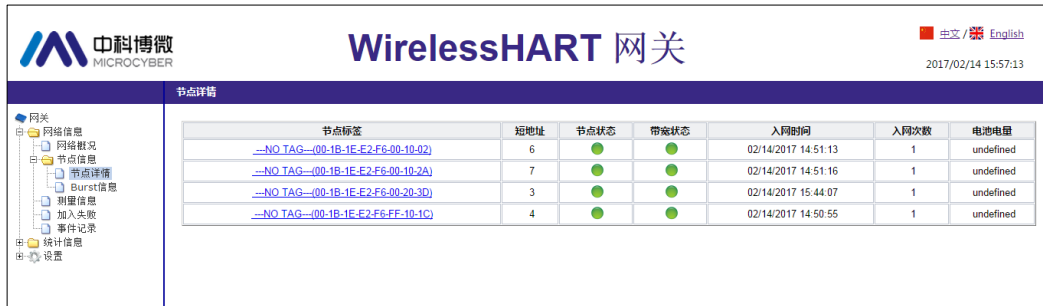 中科博微
MICROCYBER
WirelessHART 网关
中文 / English
2017/02/14 15:57:13
节点详情
网关
网络信息
网络概况
节点信息
节点详情
Burst信息
测量信息
加入失败
事件记录
统计信息
设置
节点标签 短地址 节点状态 带宽状态 入网时间 入网次数 电池电量
---NO TAG---(00-1B-1E-E2-F6-00-10-02) 6 02/14/2017 14:51:13 1 undefined
---NO TAG---(00-1B-1E-E2-F6-00-10-2A) 7 02/14/2017 14:51:16 1 undefined
---NO TAG---(00-1B-1E-E2-F6-00-20-3D) 3 02/14/2017 15:44:07 1 undefined
---NO TAG---(00-1B-1E-E2-F6-FF-10-1C) 4 02/14/2017 14:50:55 1 undefined